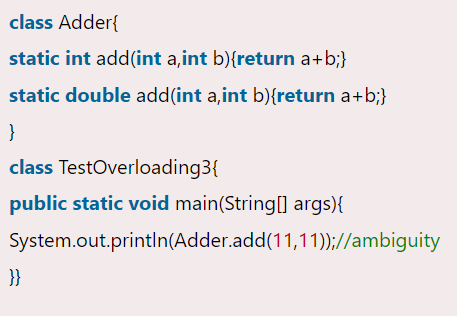 class Adder{
static int add(int a,int b){return a+b;}
static double add(int a,int b){return a+b;}
}
class TestOverloading3{
public static void main(String[] args){
System.out.println(Adder.add(11,11));//ambiguity
}}